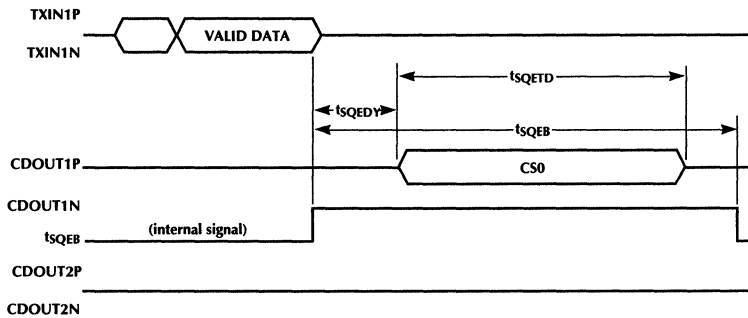 TXIN1P
VALID DATA
TXIN1N
tSQETD
tSQEDY
tSQEB
CDOUT1P
CS0
CDOUT1N
(internal signal)
tSQEB
CDOUT2P
CDOUT2N